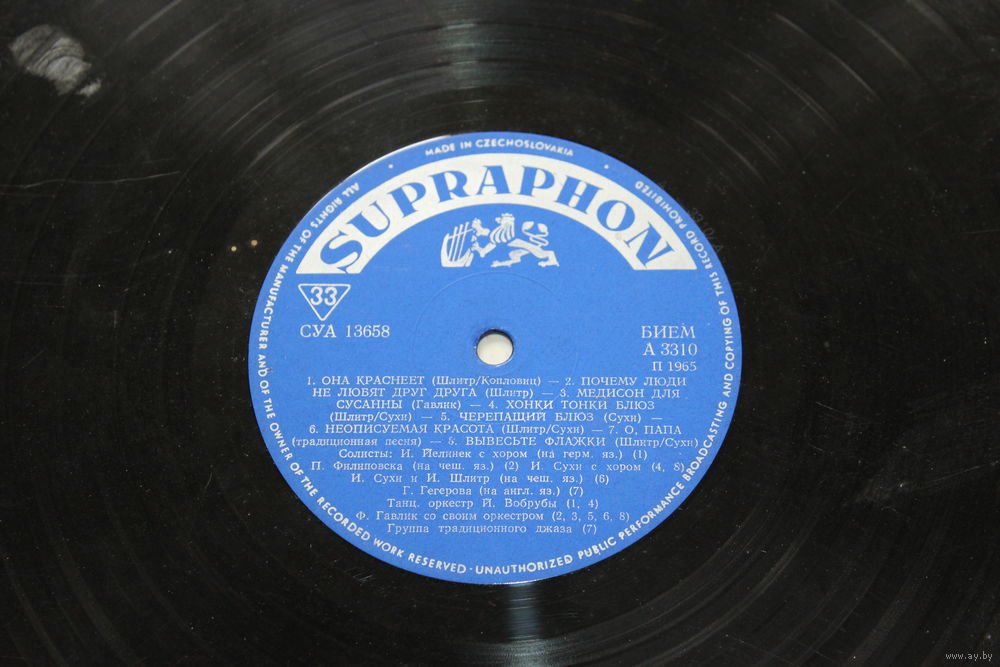 MADE IN CZECHOSLOVAKIA
ALL RIGHTS OF THE MANUFACTURER AND OF THE OWNER OF THE RECORDED WORK RESERVED · UNAUTHORIZED PUBLIC PERFORMANCE BROADCASTING AND COPYING OF THIS RECORD PROHIBITED
SUPRAPHON
33
СУА 13658
БИЕМ
А 3310
П 1965
1. ОНА КРАСНЕЕТ (Шлитр/Копловиц) — 2. ПОЧЕМУ ЛЮДИ
НЕ ЛЮБЯТ ДРУГ ДРУГА (Шлитр) — 3. МЕДИСОН ДЛЯ
СУСАННЫ (Гавлик) — 4. ХОНКИ ТОНКИ БЛЮЗ
(Шлитр/Сухи) — 5. ЧЕРЕПАЩИЙ БЛЮЗ (Сухи) —
6. НЕОПИСУЕМАЯ КРАСОТА (Шлитр/Сухи) — 7. О, ПАПА
(традиционная песня) — 8. ВЫВЕСЬТЕ ФЛАЖКИ (Шлитр/Сухи)
Солисты: И. Йелинек с хором (на герм. яз.) (1)
П. Филиповска (на чеш. яз.) (2) И. Сухи с хором (4, 8)
И. Сухи и И. Шлитр (на чеш. яз.) (6)
Г. Гегерова (на англ. яз.) (7)
Танц. оркестр Й. Вобрубы (1, 4)
Ф. Гавлик со своим оркестром (2, 3, 5, 6, 8)
Группа традиционного джаза (7)
www.ay.by